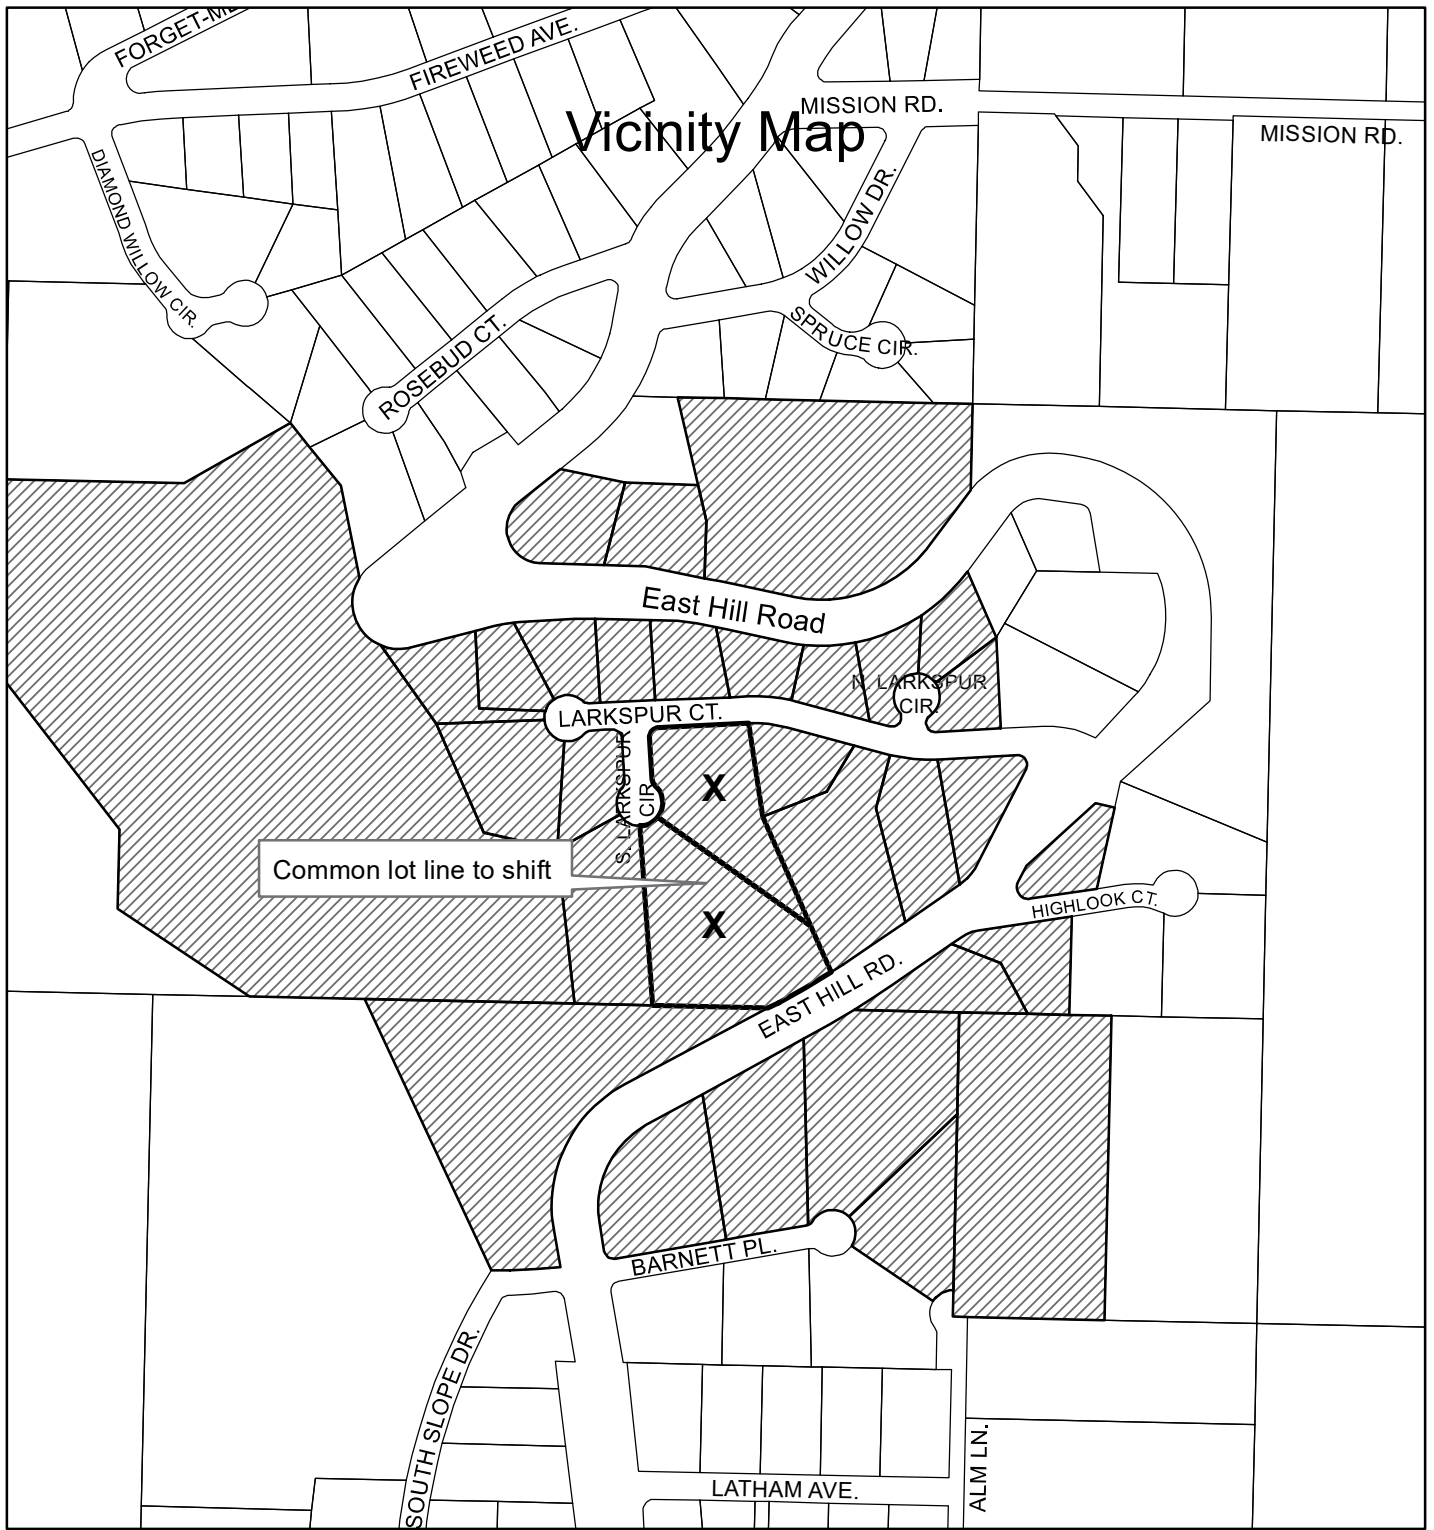 FORGET-ME
FIREWEED AVE.
MISSION RD.
Vicinity Map
MISSION RD.
DIAMOND WILLOW CIR.
WILLOW DR.
SPRUCE CIR.
ROSEBUD CT.
East Hill Road
N. LARKSPUR
CIR.
LARKSPUR CT.
S. LARKSPUR
CIR
X
Common lot line to shift
X
HIGHLOOK CT.
EAST HILL RD.
BARNETT PL.
SOUTH SLOPE DR.
ALM LN.
LATHAM AVE.